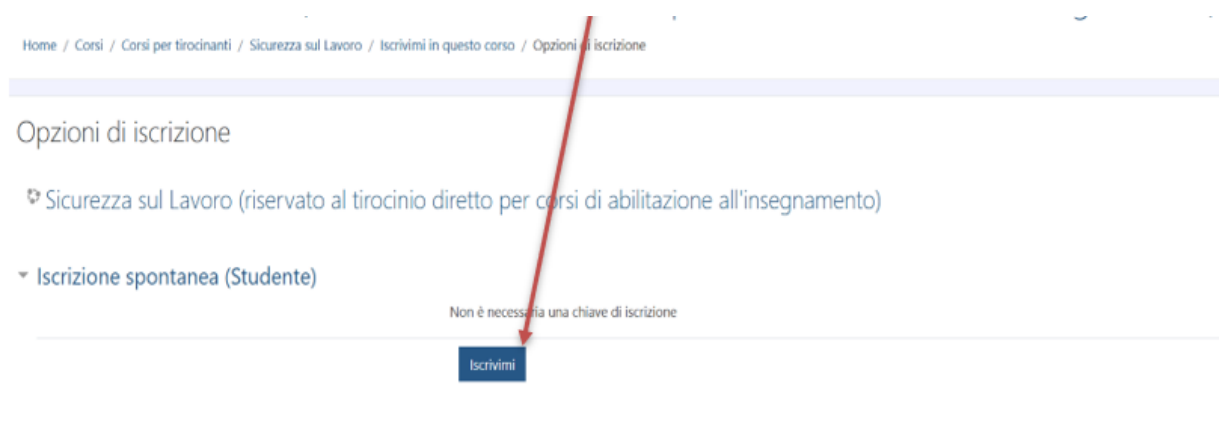 Home / Corsi / Corsi per tirocinanti / Sicurezza sul Lavoro / Iscrivimi in questo corso / Opzioni di iscrizione
Opzioni di iscrizione
Sicurezza sul Lavoro (riservato al tirocinio diretto per corsi di abilitazione all'insegnamento)
Iscrizione spontanea (Studente)
Non è necessaria una chiave di iscrizione
Iscrivimi